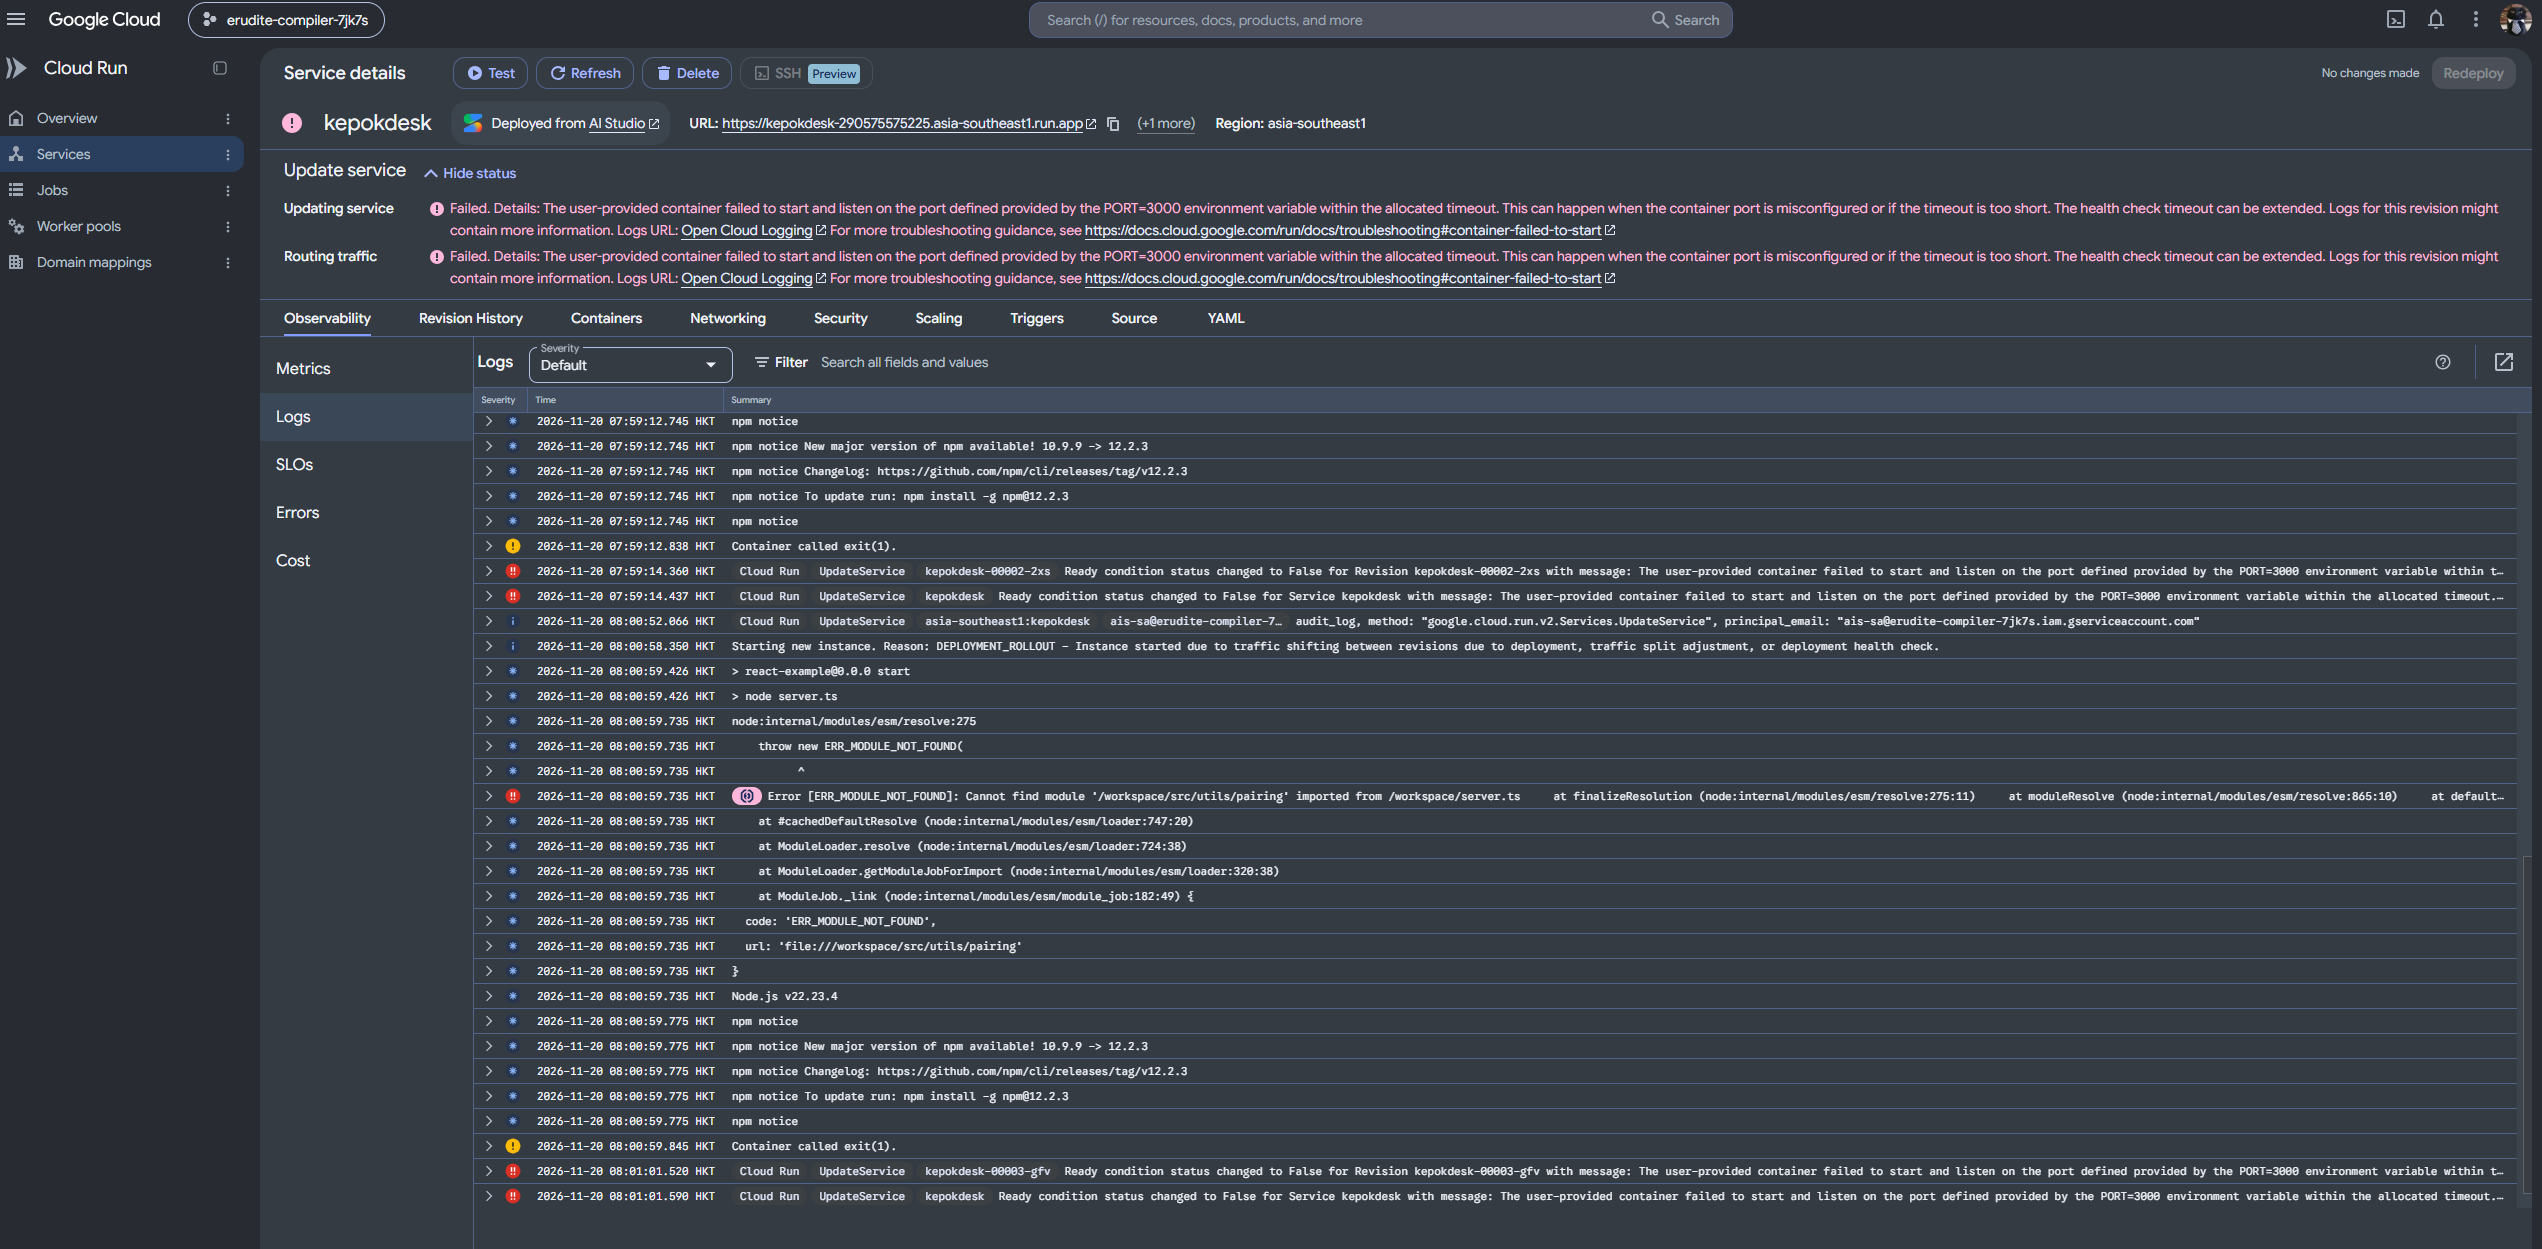 Google Cloud
erudite-compiler-7jk7s
Search (/) for resources, docs, products, and more
Search
Cloud Run
Overview
Services
Jobs
Worker pools
Domain mappings
Service details
Test
Refresh
Delete
SSH Preview
No changes made
Redeploy
kepokdesk
Deployed from AI Studio
URL: https://kepokdesk-290575575225.asia-southeast1.run.app
(+1 more)
Region: asia-southeast1
Update service
Hide status
Updating service
Failed. Details: The user-provided container failed to start and listen on the port defined provided by the PORT=3000 environment variable within the allocated timeout. This can happen when the container port is misconfigured or if the timeout is too short. The health check timeout can be extended. Logs for this revision might
contain more information. Logs URL: Open Cloud Logging For more troubleshooting guidance, see https://docs.cloud.google.com/run/docs/troubleshooting#container-failed-to-start
Routing traffic
Failed. Details: The user-provided container failed to start and listen on the port defined provided by the PORT=3000 environment variable within the allocated timeout. This can happen when the container port is misconfigured or if the timeout is too short. The health check timeout can be extended. Logs for this revision might
contain more information. Logs URL: Open Cloud Logging For more troubleshooting guidance, see https://docs.cloud.google.com/run/docs/troubleshooting#container-failed-to-start
Observability
Revision History
Containers
Networking
Security
Scaling
Triggers
Source
YAML
Metrics
Logs
SLOs
Errors
Cost
Logs
Severity
Default
Filter
Search all fields and values
Severity Time Summary
2026-11-20 07:59:12.745 HKT npm notice
2026-11-20 07:59:12.745 HKT npm notice New major version of npm available! 10.9.9 -> 12.2.3
2026-11-20 07:59:12.745 HKT npm notice Changelog: https://github.com/npm/cli/releases/tag/v12.2.3
2026-11-20 07:59:12.745 HKT npm notice To update run: npm install -g npm@12.2.3
2026-11-20 07:59:12.745 HKT npm notice
2026-11-20 07:59:12.838 HKT Container called exit(1).
2026-11-20 07:59:14.360 HKT Cloud Run UpdateService kepokdesk-00002-2xs Ready condition status changed to False for Revision kepokdesk-00002-2xs with message: The user-provided container failed to start and listen on the port defined provided by the PORT=3000 environment variable within t…
2026-11-20 07:59:14.437 HKT Cloud Run UpdateService kepokdesk Ready condition status changed to False for Service kepokdesk with message: The user-provided container failed to start and listen on the port defined provided by the PORT=3000 environment variable within the allocated timeout.…
2026-11-20 08:00:52.066 HKT Cloud Run UpdateService asia-southeast1:kepokdesk ais-sa@erudite-compiler-7… audit_log, method: "google.cloud.run.v2.Services.UpdateService", principal_email: "ais-sa@erudite-compiler-7jk7s.iam.gserviceaccount.com"
2026-11-20 08:00:58.350 HKT Starting new instance. Reason: DEPLOYMENT_ROLLOUT - Instance started due to traffic shifting between revisions due to deployment, traffic split adjustment, or deployment health check.
2026-11-20 08:00:59.426 HKT > react-example@0.0.0 start
2026-11-20 08:00:59.426 HKT > node server.ts
2026-11-20 08:00:59.735 HKT node:internal/modules/esm/resolve:275
2026-11-20 08:00:59.735 HKT throw new ERR_MODULE_NOT_FOUND(
2026-11-20 08:00:59.735 HKT ^
2026-11-20 08:00:59.735 HKT Error [ERR_MODULE_NOT_FOUND]: Cannot find module '/workspace/src/utils/pairing' imported from /workspace/server.ts at finalizeResolution (node:internal/modules/esm/resolve:275:11) at moduleResolve (node:internal/modules/esm/resolve:865:10) at default…
2026-11-20 08:00:59.735 HKT at #cachedDefaultResolve (node:internal/modules/esm/loader:747:20)
2026-11-20 08:00:59.735 HKT at ModuleLoader.resolve (node:internal/modules/esm/loader:724:38)
2026-11-20 08:00:59.735 HKT at ModuleLoader.getModuleJobForImport (node:internal/modules/esm/loader:320:38)
2026-11-20 08:00:59.735 HKT at ModuleJob._link (node:internal/modules/esm/module_job:182:49) {
2026-11-20 08:00:59.735 HKT code: 'ERR_MODULE_NOT_FOUND',
2026-11-20 08:00:59.735 HKT url: 'file:///workspace/src/utils/pairing'
2026-11-20 08:00:59.735 HKT }
2026-11-20 08:00:59.735 HKT Node.js v22.23.4
2026-11-20 08:00:59.775 HKT npm notice
2026-11-20 08:00:59.775 HKT npm notice New major version of npm available! 10.9.9 -> 12.2.3
2026-11-20 08:00:59.775 HKT npm notice Changelog: https://github.com/npm/cli/releases/tag/v12.2.3
2026-11-20 08:00:59.775 HKT npm notice To update run: npm install -g npm@12.2.3
2026-11-20 08:00:59.775 HKT npm notice
2026-11-20 08:00:59.845 HKT Container called exit(1).
2026-11-20 08:01:01.520 HKT Cloud Run UpdateService kepokdesk-00003-gfv Ready condition status changed to False for Revision kepokdesk-00003-gfv with message: The user-provided container failed to start and listen on the port defined provided by the PORT=3000 environment variable within t…
2026-11-20 08:01:01.590 HKT Cloud Run UpdateService kepokdesk Ready condition status changed to False for Service kepokdesk with message: The user-provided container failed to start and listen on the port defined provided by the PORT=3000 environment variable within the allocated timeout.…